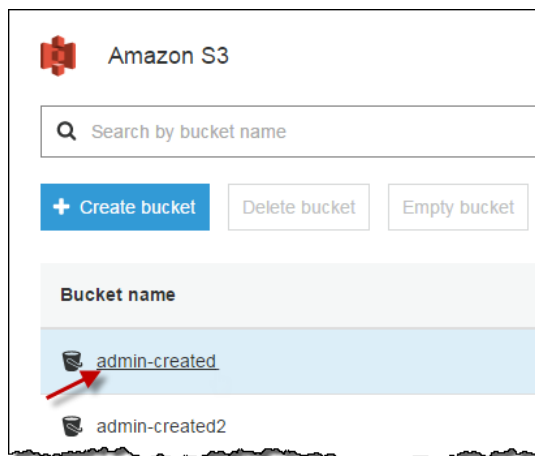 Amazon S3
Search by bucket name
+ Create bucket Delete bucket Empty bucket
Bucket name
admin-created
admin-created2